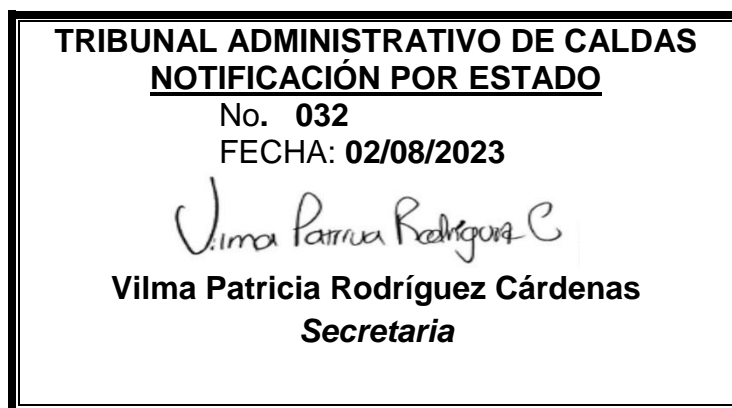 TRIBUNAL ADMINISTRATIVO DE CALDAS
NOTIFICACIÓN POR ESTADO
No. 032
FECHA: 02/08/2023
Vilma Patricia Rodríguez C
Vilma Patricia Rodríguez Cárdenas
Secretaria